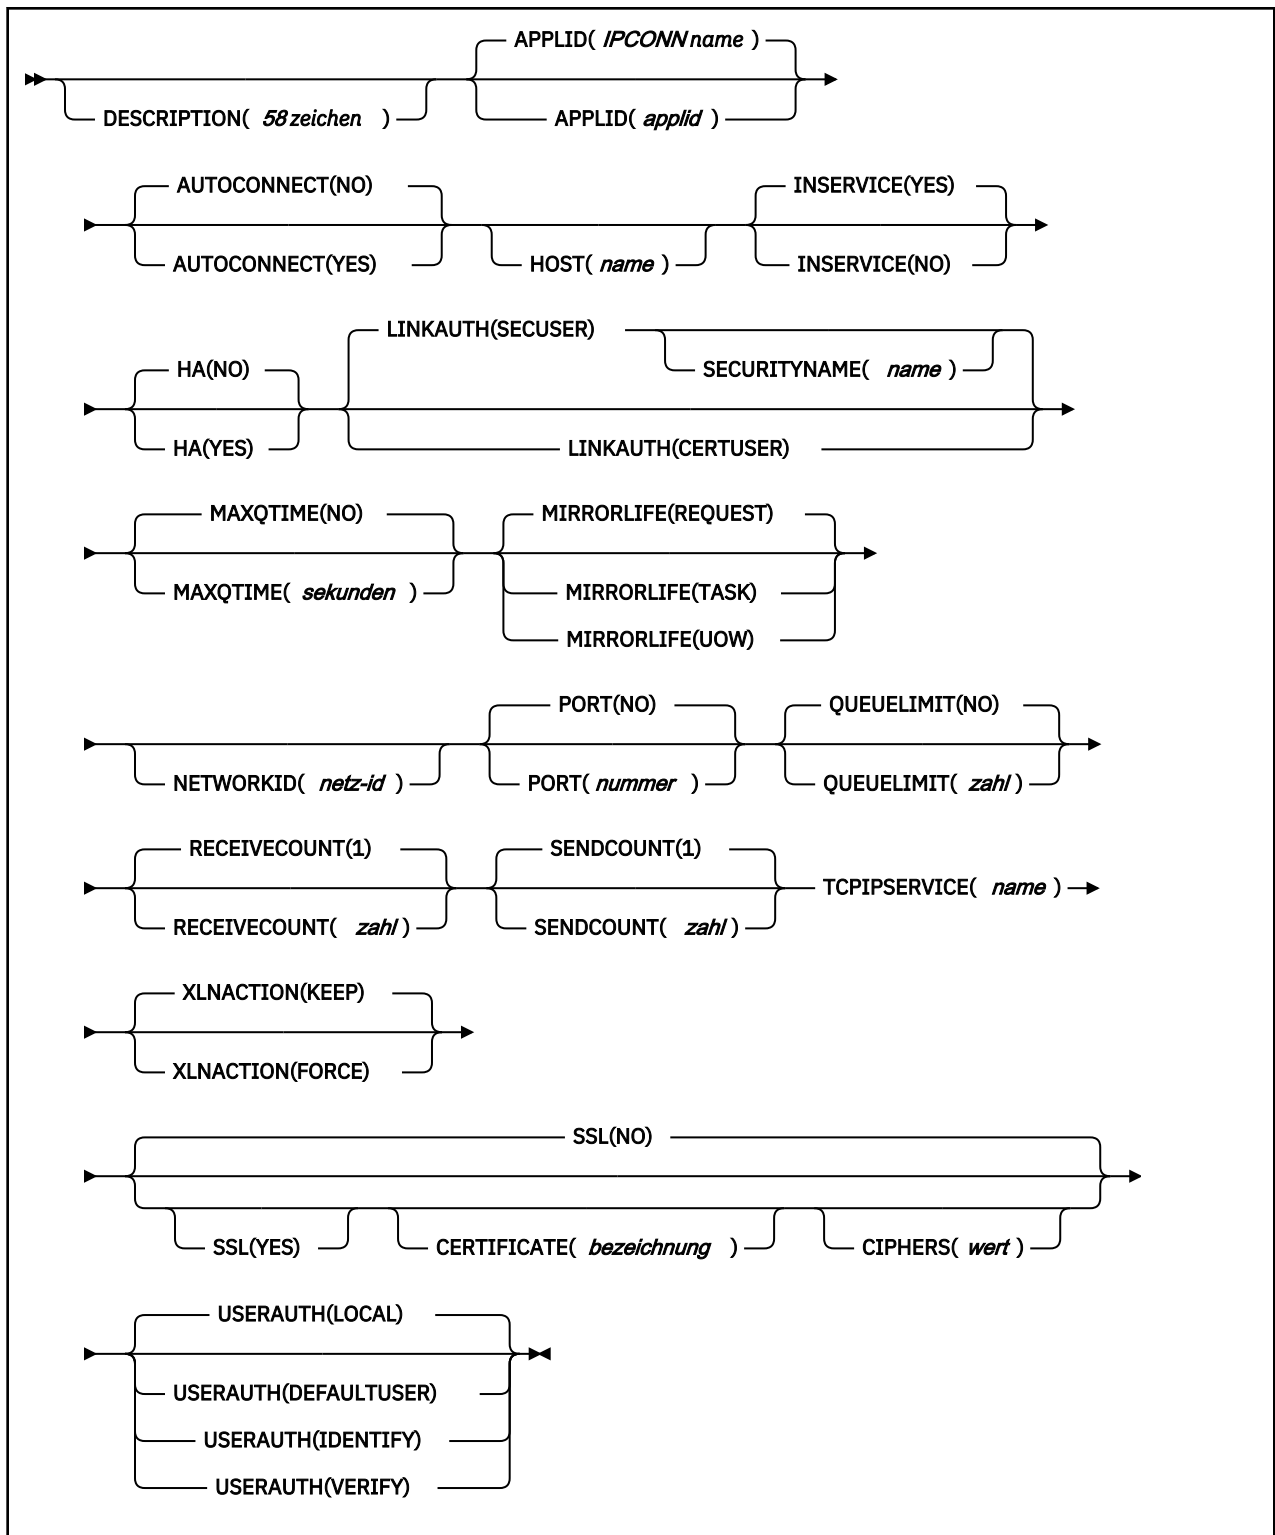 APPLID( IPCONN name )
DESCRIPTION( 58 zeichen )
APPLID( applid )
AUTOCONNECT(NO)
INSERVICE(YES)
AUTOCONNECT(YES)
HOST( name )
INSERVICE(NO)
LINKAUTH(SECUSER)
HA(NO)
SECURITYNAME( name )
HA(YES)
LINKAUTH(CERTUSER)
MAXQTIME(NO)
MIRRORLIFE(REQUEST)
MAXQTIME( sekunden )
MIRRORLIFE(TASK)
MIRRORLIFE(UOW)
PORT(NO)
QUEUELIMIT(NO)
NETWORKID( netz-id )
PORT( nummer )
QUEUELIMIT( zahl )
RECEIVECOUNT(1)
SENDCOUNT(1)
TCPIPSERVICE( name )
RECEIVECOUNT( zahl )
SENDCOUNT( zahl )
XLNACTION(KEEP)
XLNACTION(FORCE)
SSL(NO)
SSL(YES)
CERTIFICATE( bezeichnung )
CIPHERS( wert )
USERAUTH(LOCAL)
USERAUTH(DEFAULTUSER)
USERAUTH(IDENTIFY)
USERAUTH(VERIFY)